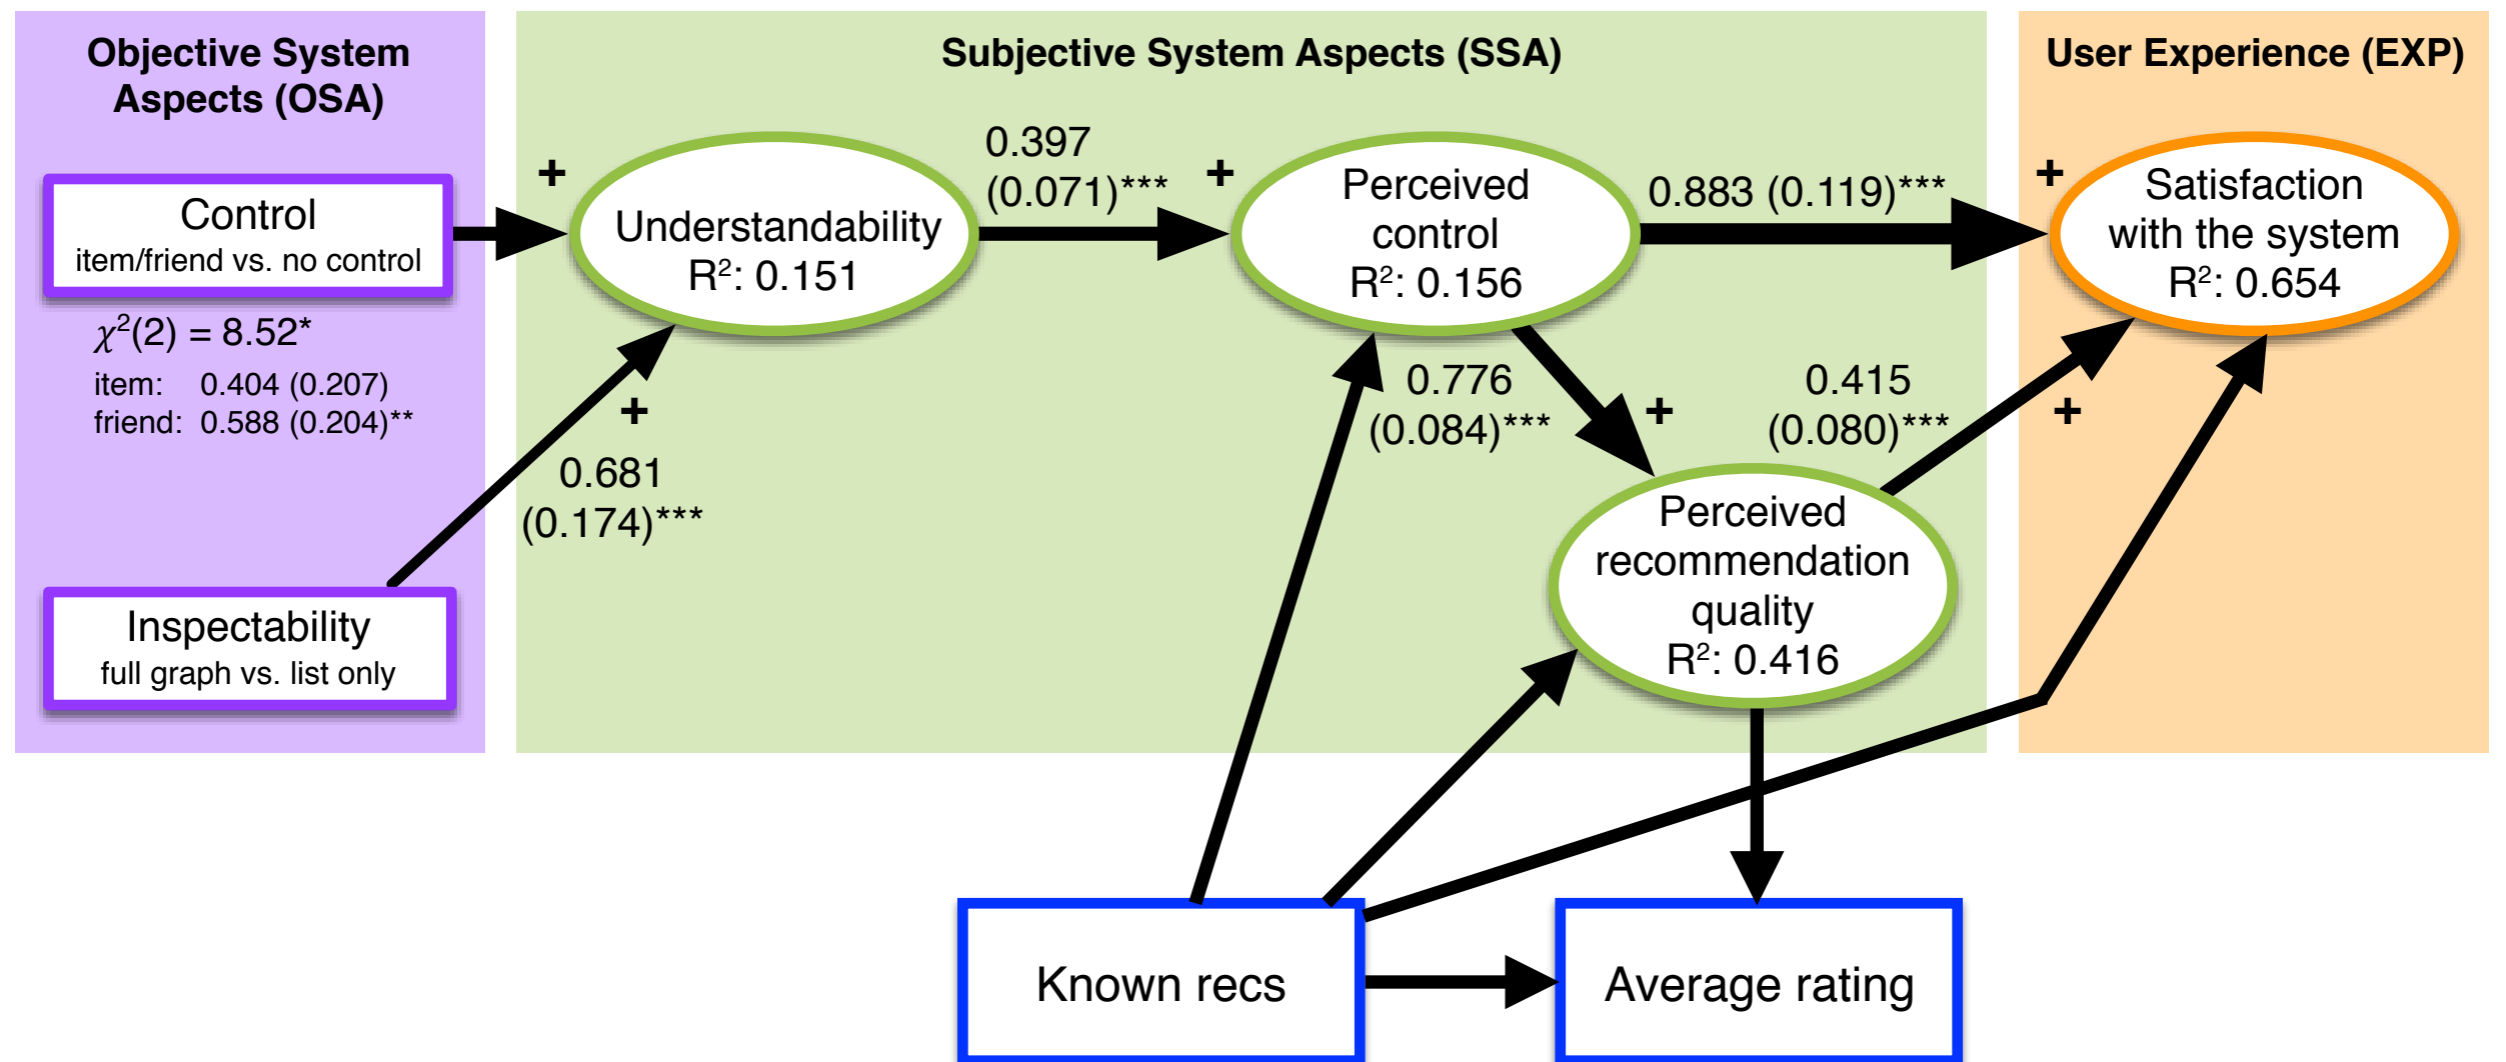 Objective System
Aspects (OSA)
Control
item/friend vs. no control
χ²(2) = 8.52*
item: 0.404 (0.207)
friend: 0.588 (0.204)**
Inspectability
full graph vs. list only
Subjective System Aspects (SSA)
+
Understandability
R²: 0.151
+
0.681
(0.174)***
0.397
(0.071)***
+
Perceived
control
R²: 0.156
0.776
(0.084)***
+
0.883 (0.119)***
0.415
(0.080)***
Perceived
recommendation
quality
R²: 0.416
User Experience (EXP)
+
Satisfaction
with the system
R²: 0.654
+
Known recs
Average rating